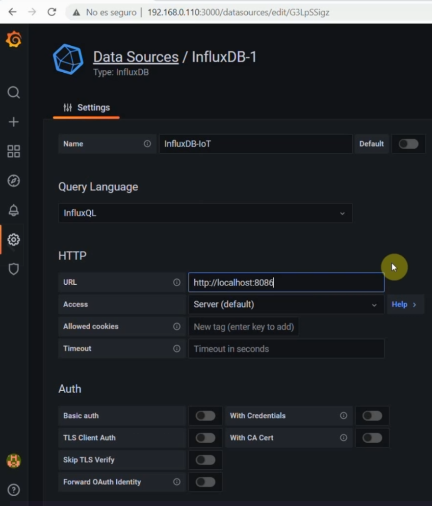 No es seguro | 192.168.0.110:3000/datasources/edit/G3LpSSigz
Data Sources / InfluxDB-1
Type: InfluxDB
Settings
Name InfluxDB-IoT Default
Query Language
InfluxQL
HTTP
URL http://localhost:8086
Access Server (default) Help >
Allowed cookies New tag (enter key to add)
Timeout Timeout in seconds
Auth
Basic auth With Credentials
TLS Client Auth With CA Cert
Skip TLS Verify
Forward OAuth Identity